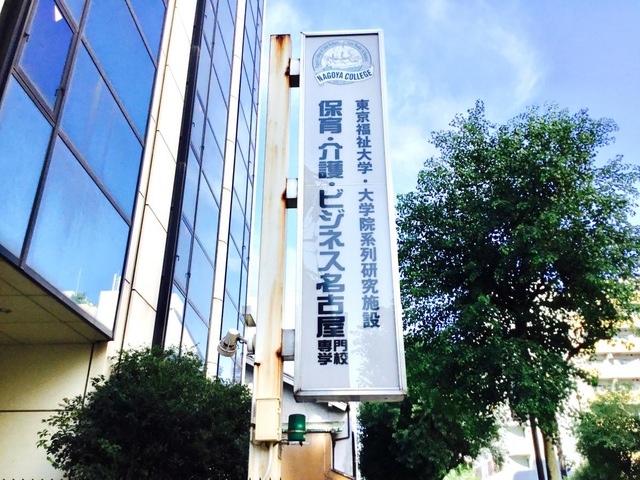 NAGOYA COLLEGE
東京福祉大学・大学院系列研究施設
保育・介護・ビジネス名古屋専門学校